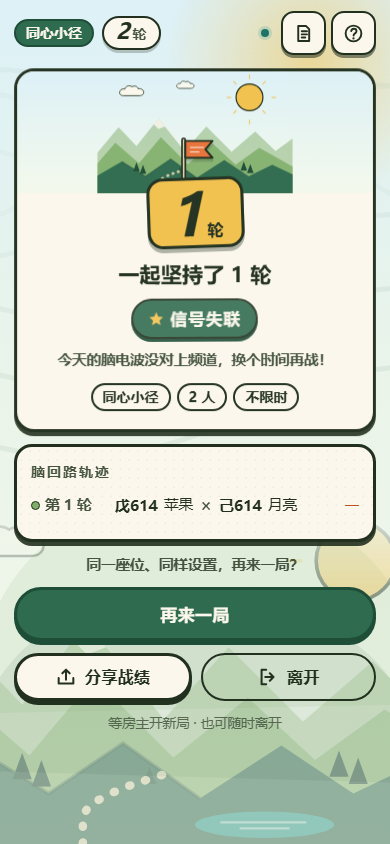 同心小径 2轮
1轮
一起坚持了 1 轮
信号失联
今天的脑电波没对上频道，换个时间再战！
同心小径 2 人 不限时
脑回路轨迹
第 1 轮 戊614 苹果 × 己614 月亮 —
同一座位、同样设置，再来一局?
再来一局
分享战绩 离开
等房主开新局 · 也可随时离开